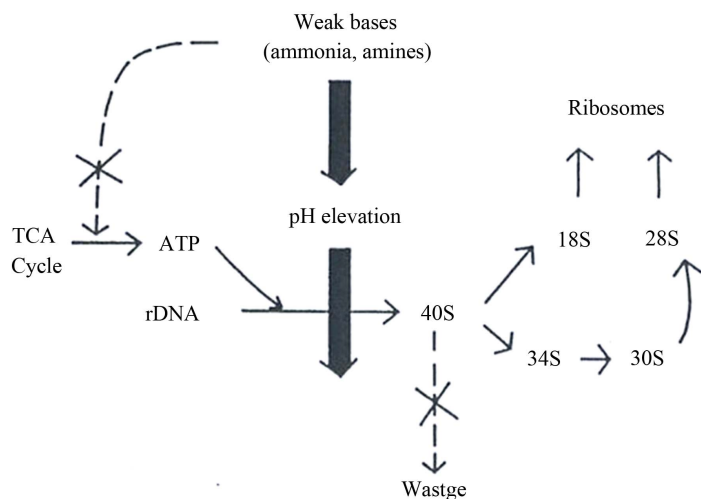 Weak bases
(ammonia, amines)
Ribosomes
pH elevation
TCA
Cycle
ATP
18S
28S
rDNA
40S
34S
30S
Wastge